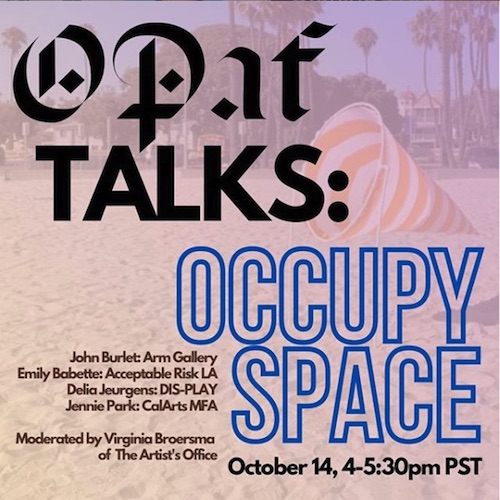 OPaf
TALKS:
OCCUPY
SPACE
John Burlet: Arm Gallery
Emily Babette: Acceptable Risk LA
Delia Jeurgens: DIS-PLAY
Jennie Park: CalArts MFA
Moderated by Virginia Broersma
of The Artist's Office
October 14, 4-5:30pm PST